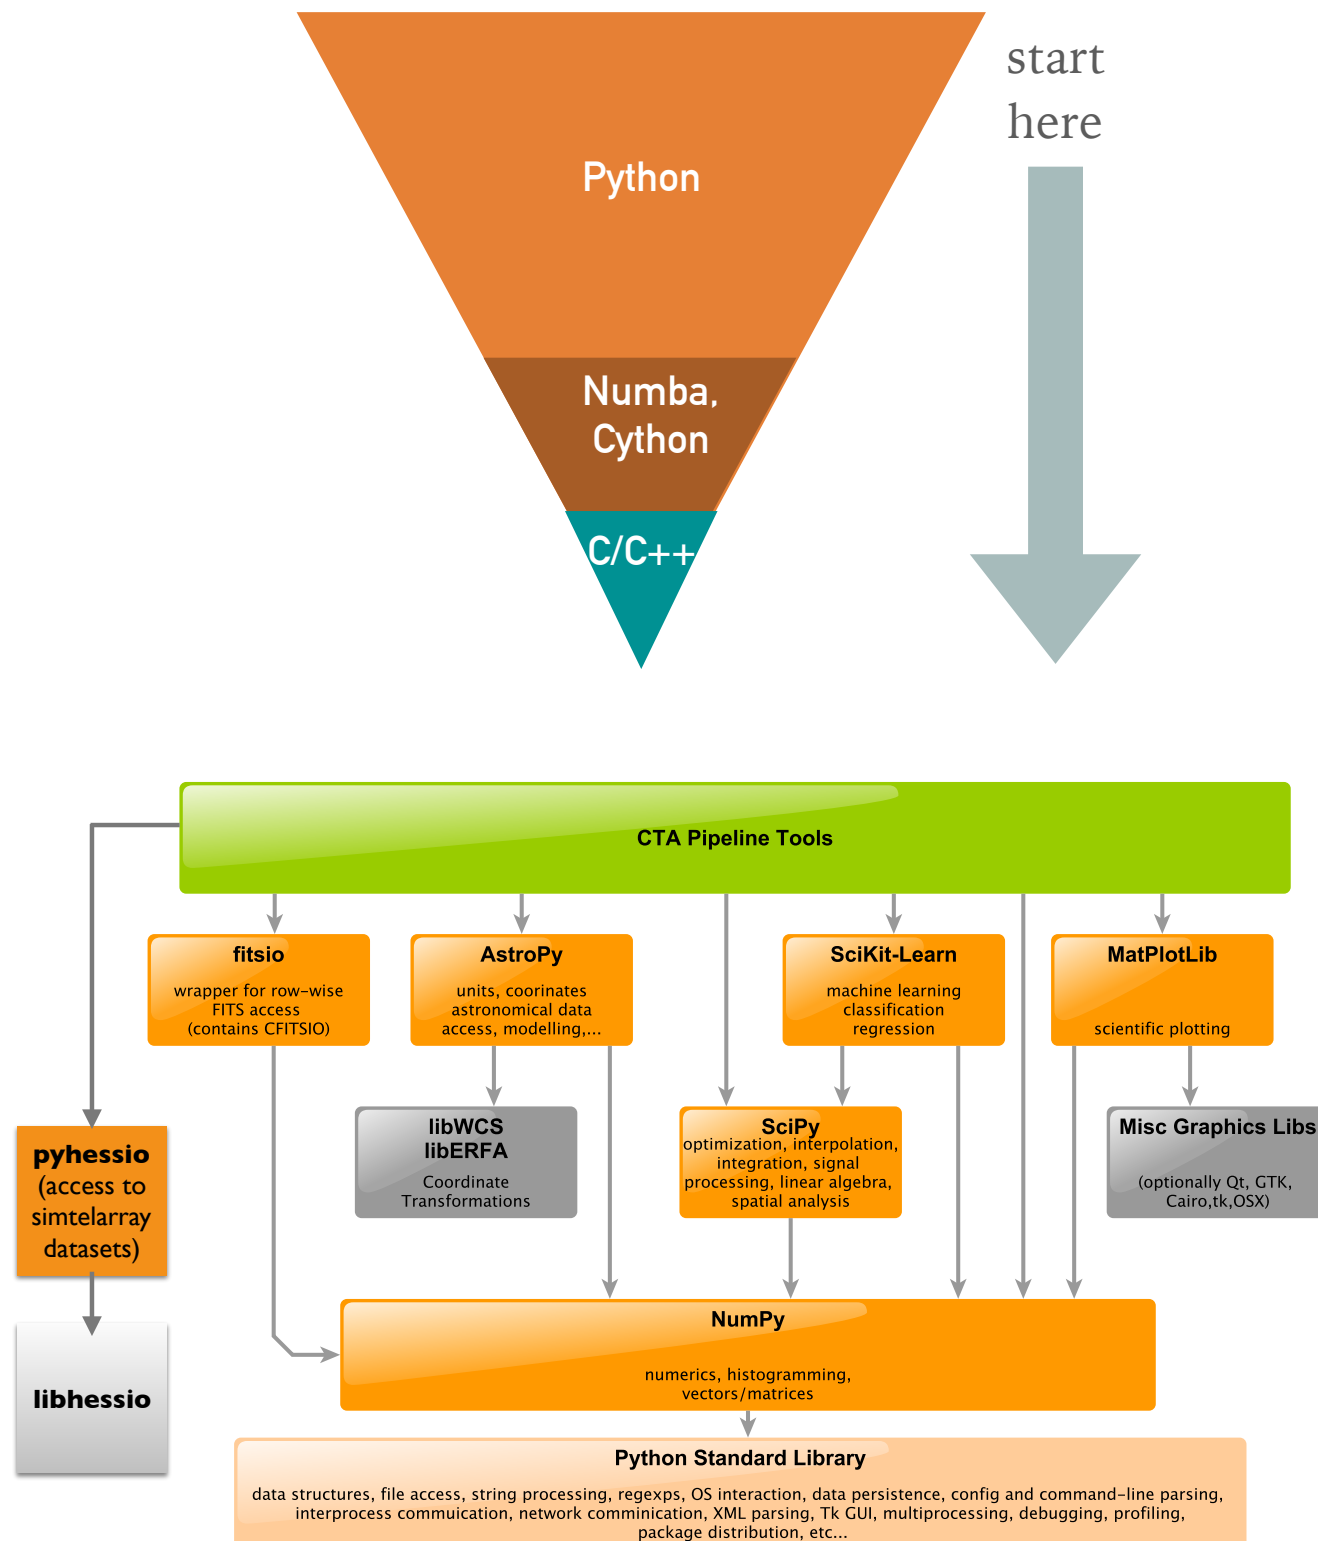 start
here
Python
Numba,
Cython
C/C++
CTA Pipeline Tools
fitsio
wrapper for row-wise
FITS access
(contains CFITSIO)
AstroPy
units, coorinates
astronomical data
access, modelling,...
SciKit-Learn
machine learning
classification
regression
MatPlotLib
scientific plotting
pyhessio
(access to
simtelarray
datasets)
libWCS
libERFA
Coordinate
Transformations
SciPy
optimization, interpolation,
integration, signal
processing, linear algebra,
spatial analysis
Misc Graphics Libs
(optionally Qt, GTK,
Cairo,tk,OSX)
libhessio
NumPy
numerics, histogramming,
vectors/matrices
Python Standard Library
data structures, file access, string processing, regexps, OS interaction, data persistence, config and command-line parsing,
interprocess commuication, network comminication, XML parsing, Tk GUI, multiprocessing, debugging, profiling,
package distribution, etc...